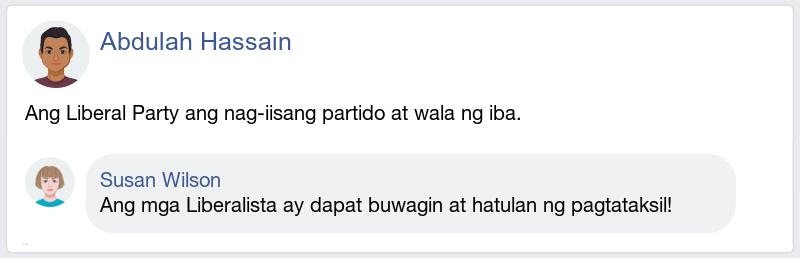 Abdulah Hassain
Ang Liberal Party ang nag-iisang partido at wala ng iba.
Susan Wilson
Ang mga Liberalista ay dapat buwagin at hatulan ng pagtataksil!